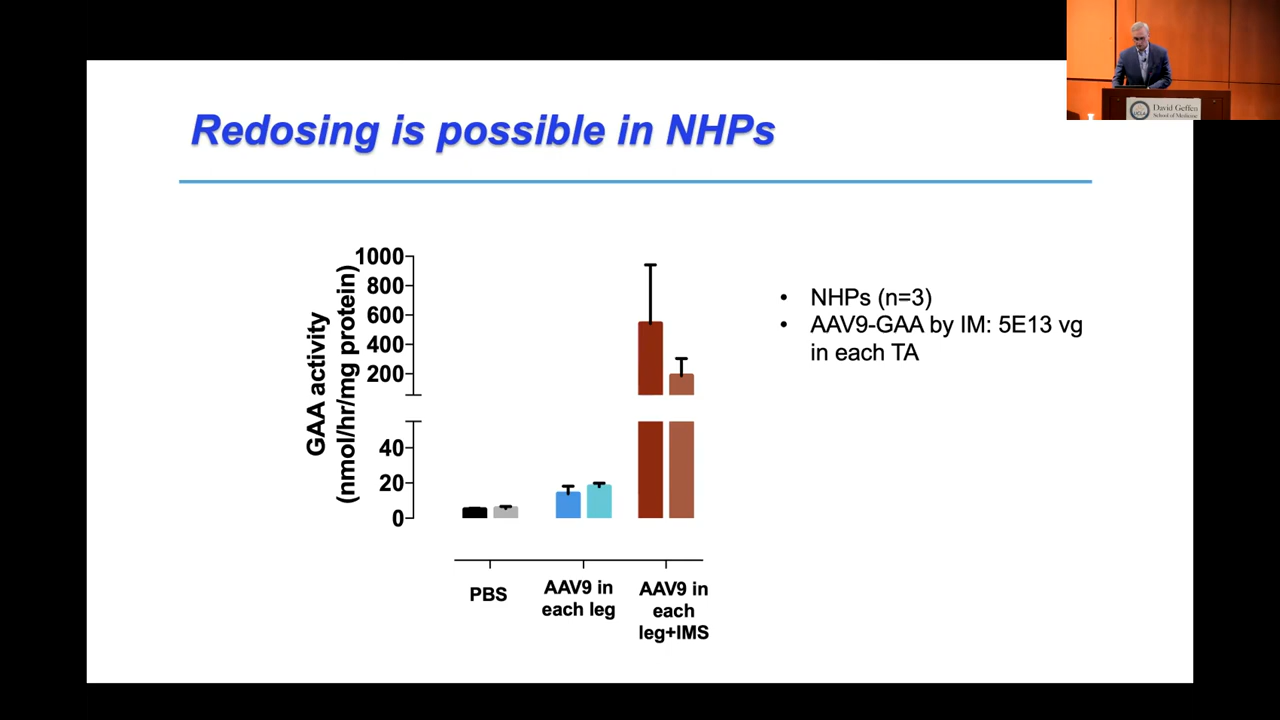 Redosing is possible in NHPs
GAA activity
(nmol/hr/mg protein)
1000
800
600
400
200
40
20
0
PBS
AAV9 in
each leg
AAV9 in
each
leg+IMS
• NHPs (n=3)
• AAV9-GAA by IM: 5E13 vg
in each TA
David Geffen
School of Medicine
UCLA